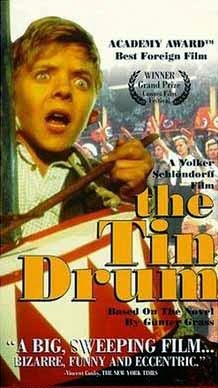 ACADEMY AWARD™
Best Foreign Film
WINNER
Grand Prize
Cannes Film
Festival
A Volker
Schlöndorff
Film
the
Tin
Drum
Based On The Novel
By Günter Grass
“A BIG, SWEEPING FILM...
BIZARRE, FUNNY AND ECCENTRIC.”
-Vincent Canby, THE NEW YORK TIMES